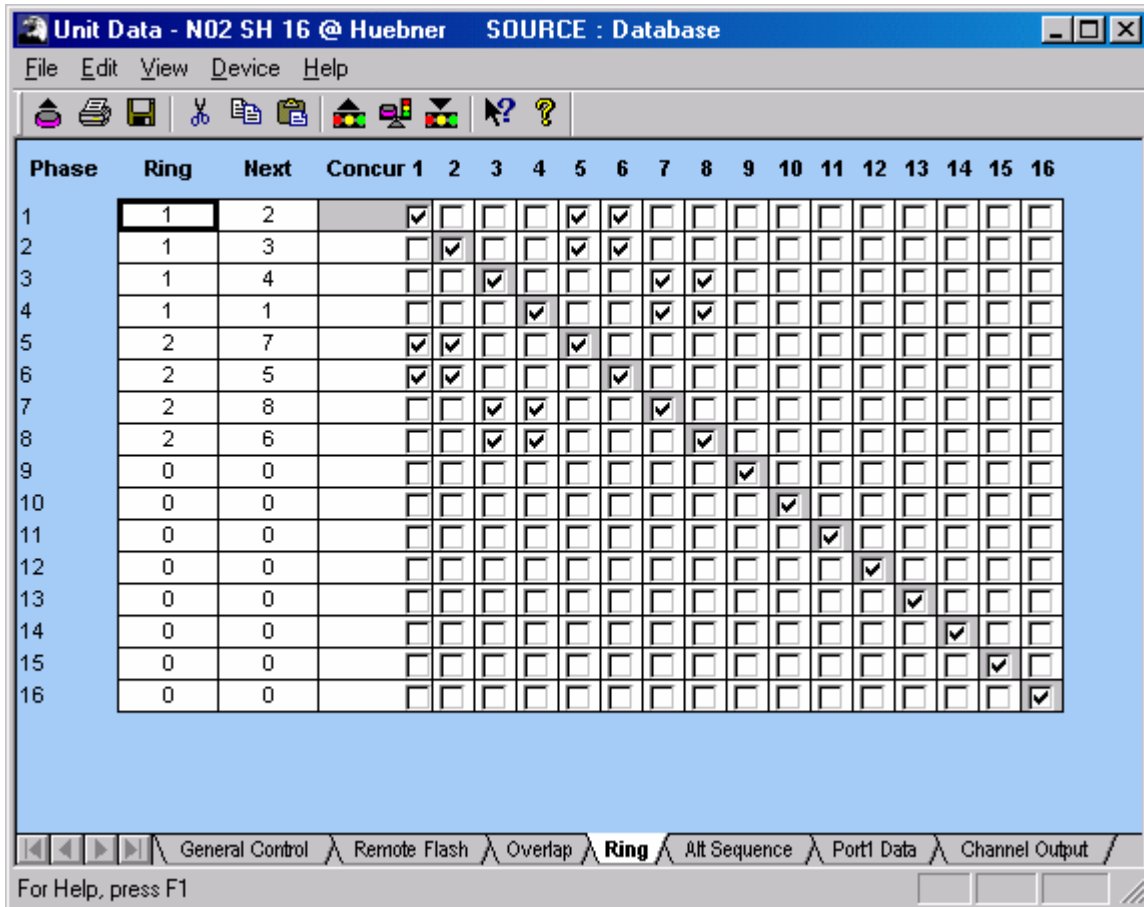 Unit Data - N02 SH 16 @ Huebner SOURCE : Database
File Edit View Device Help
Phase Ring Next Concur 1 2 3 4 5 6 7 8 9 10 11 12 13 14 15 16
1 1 2
2 1 3
3 1 4
4 1 1
5 2 7
6 2 5
7 2 8
8 2 6
9 0 0
10 0 0
11 0 0
12 0 0
13 0 0
14 0 0
15 0 0
16 0 0
General Control Remote Flash Overlap Ring Alt Sequence Port1 Data Channel Output
For Help, press F1